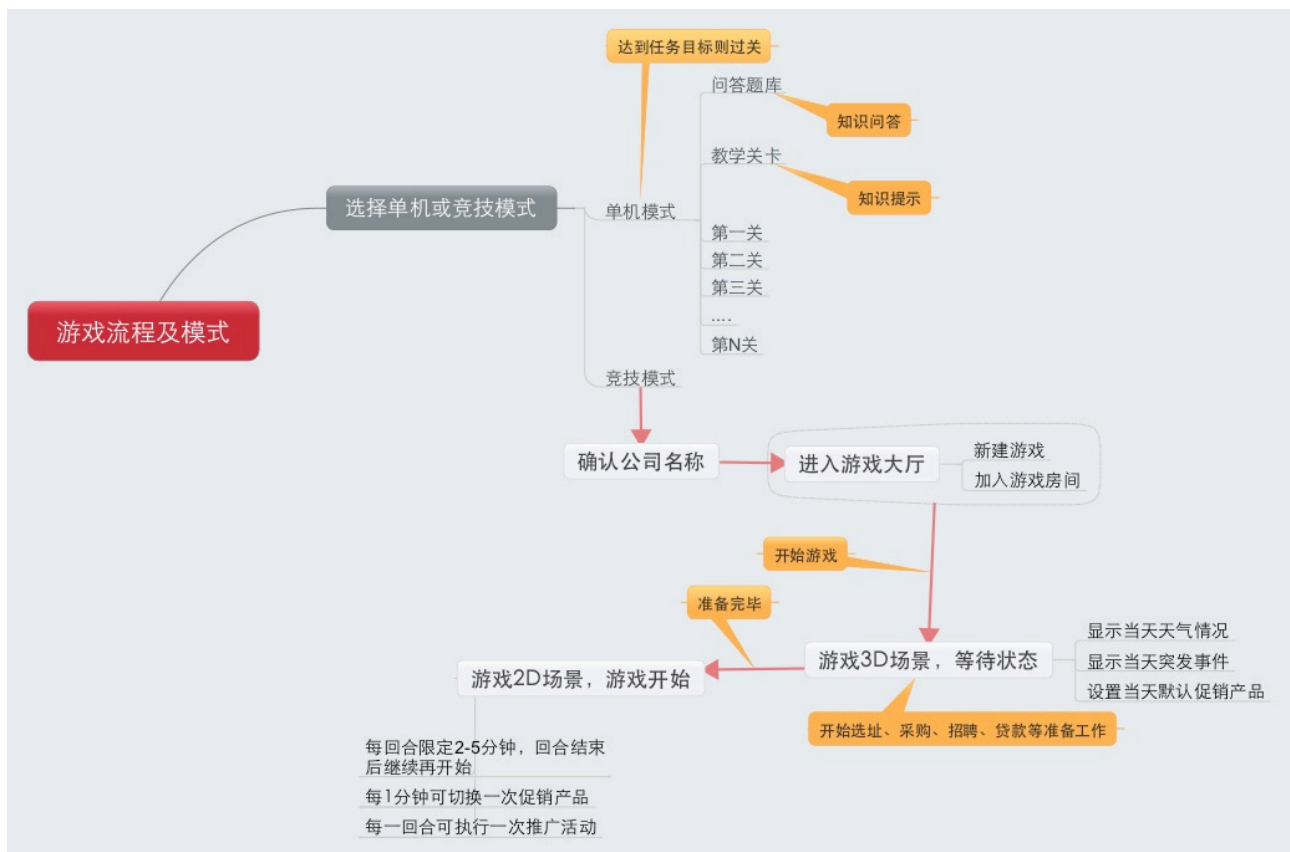 达到任务目标则过关
问答题库
知识问答
教学关卡
知识提示
选择单机或竞技模式
单机模式
第一关
第二关
第三关
....
第N关
游戏流程及模式
竞技模式
确认公司名称
进入游戏大厅
新建游戏
加入游戏房间
开始游戏
准备完毕
游戏3D场景，等待状态
显示当天天气情况
显示当天突发事件
设置当天默认促销产品
开始选址、采购、招聘、贷款等准备工作
游戏2D场景，游戏开始
每回合限定2-5分钟，回合结束
后继续再开始
每1分钟可切换一次促销产品
每一回合可执行一次推广活动